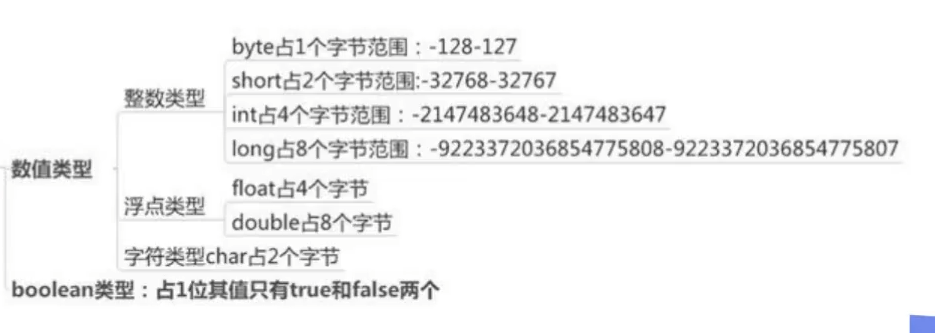 byte占1个字节范围：-128-127
short占2个字节范围:-32768-32767
整数类型
int占4个字节范围：-2147483648-2147483647
long占8个字节范围：-9223372036854775808-9223372036854775807
数值类型
float占4个字节
浮点类型
double占8个字节
字符类型char占2个字节
boolean类型：占1位其值只有true和false两个